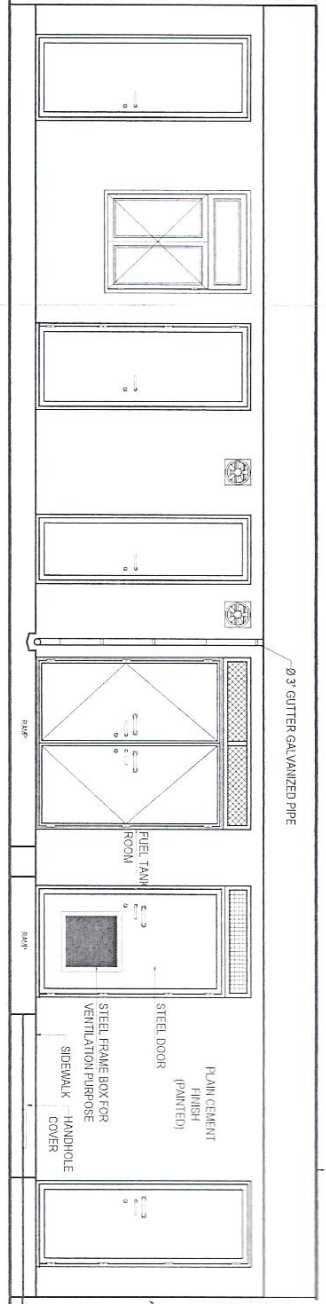 Ø 3" GUTTER GALVANIZED PIPE
PLAIN CEMENT
FINISH
(PAINTED)
STEEL DOOR
FUEL TANK
ROOM
STEEL FRAME BOX FOR
VENTILATION PURPOSE
RAMP
RAMP
SIDEWALK
HANDHOLE
COVER